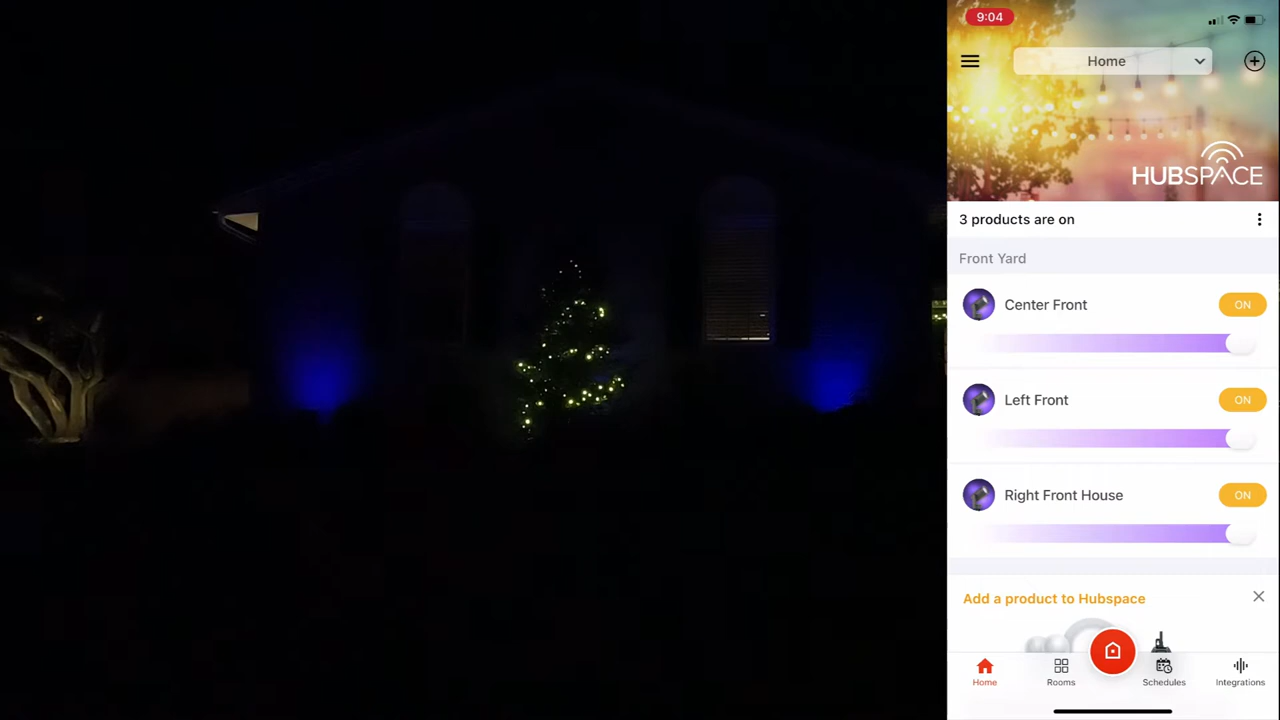 9:04
Home
HUBSPACE
3 products are on
Front Yard
Center Front
ON
Left Front
ON
Right Front House
ON
Add a product to Hubspace
Home
Rooms
Schedules
Integrations